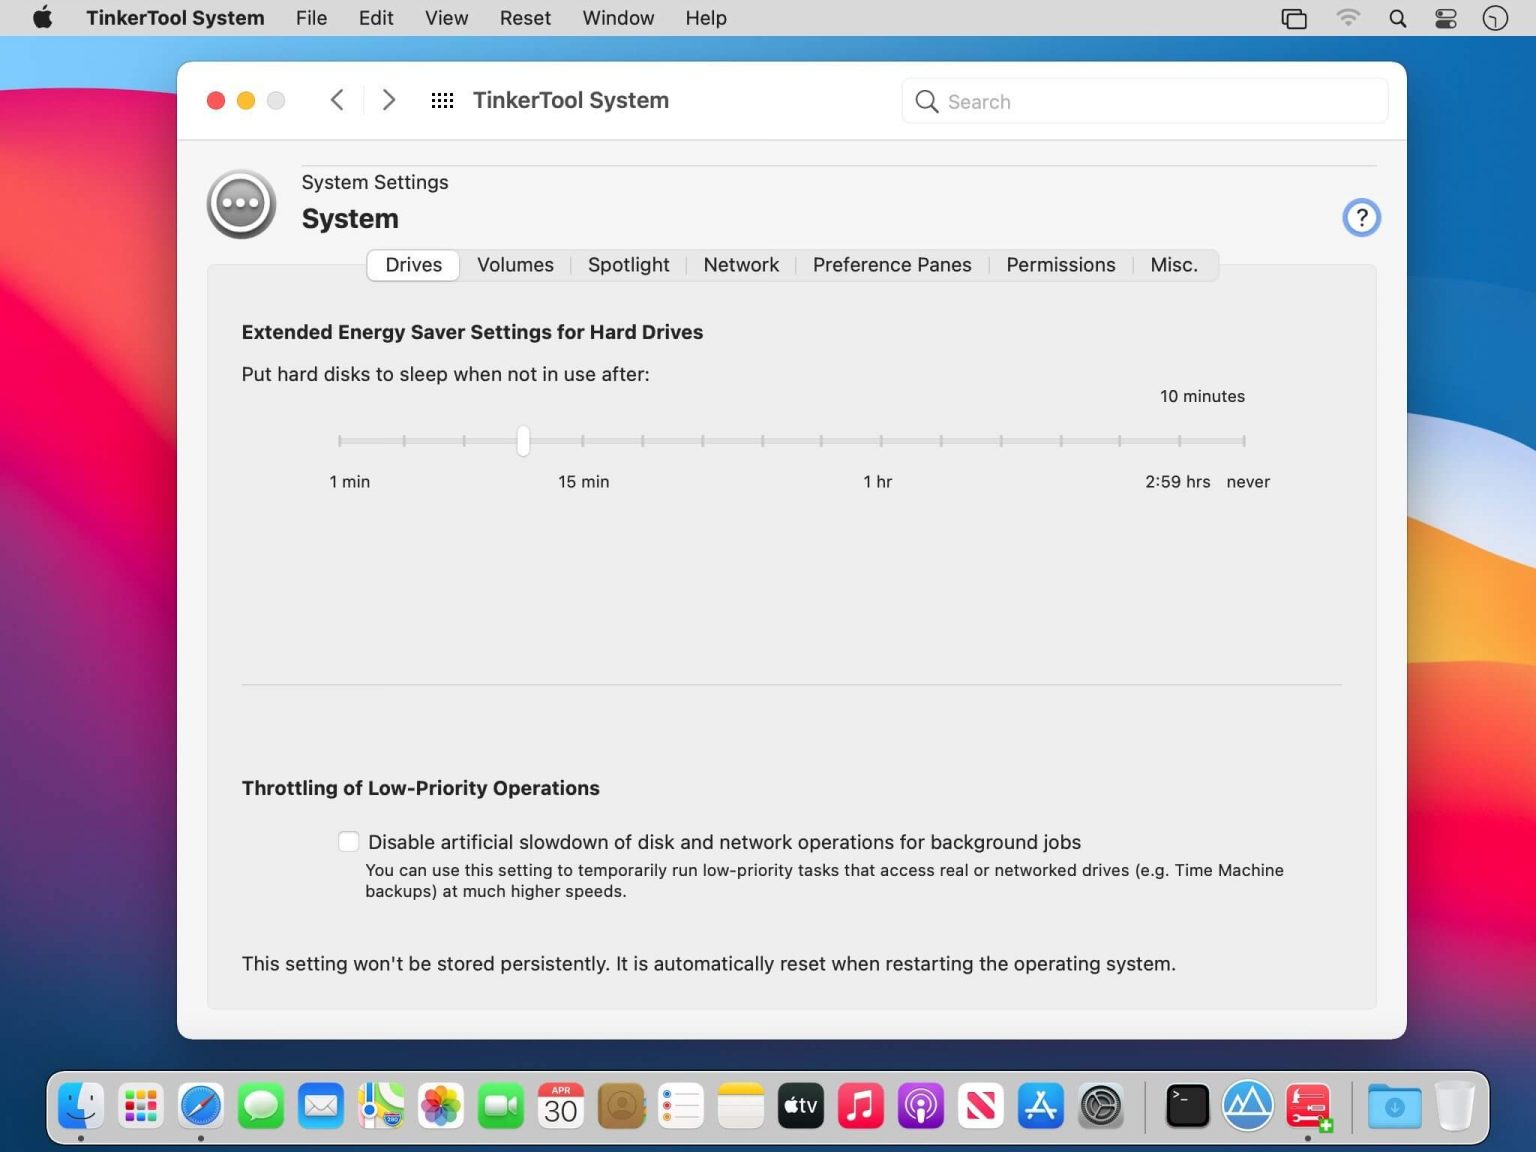 TinkerTool System File Edit View Reset Window Help
TinkerTool System
Search
System Settings
System
?
Drives Volumes Spotlight Network Preference Panes Permissions Misc.
Extended Energy Saver Settings for Hard Drives
Put hard disks to sleep when not in use after:
10 minutes
1 min 15 min 1 hr 2:59 hrs never
Throttling of Low-Priority Operations
Disable artificial slowdown of disk and network operations for background jobs
You can use this setting to temporarily run low-priority tasks that access real or networked drives (e.g. Time Machine
backups) at much higher speeds.
This setting won't be stored persistently. It is automatically reset when restarting the operating system.
APR
30
tv
>_